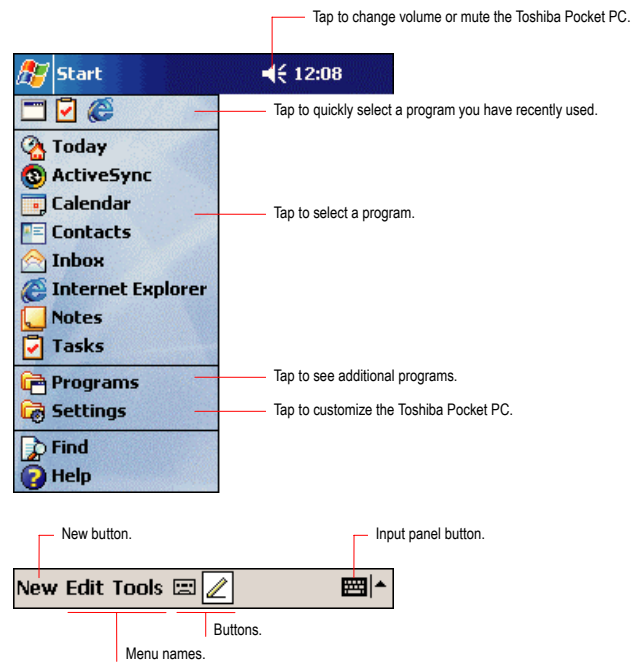 Tap to change volume or mute the Toshiba Pocket PC.
Start 12:08
Tap to quickly select a program you have recently used.
Today
ActiveSync
Calendar
Tap to select a program.
Contacts
Inbox
Internet Explorer
Notes
Tasks
Programs
Tap to see additional programs.
Settings
Tap to customize the Toshiba Pocket PC.
Find
Help
New button.
Input panel button.
New Edit Tools
Buttons.
Menu names.